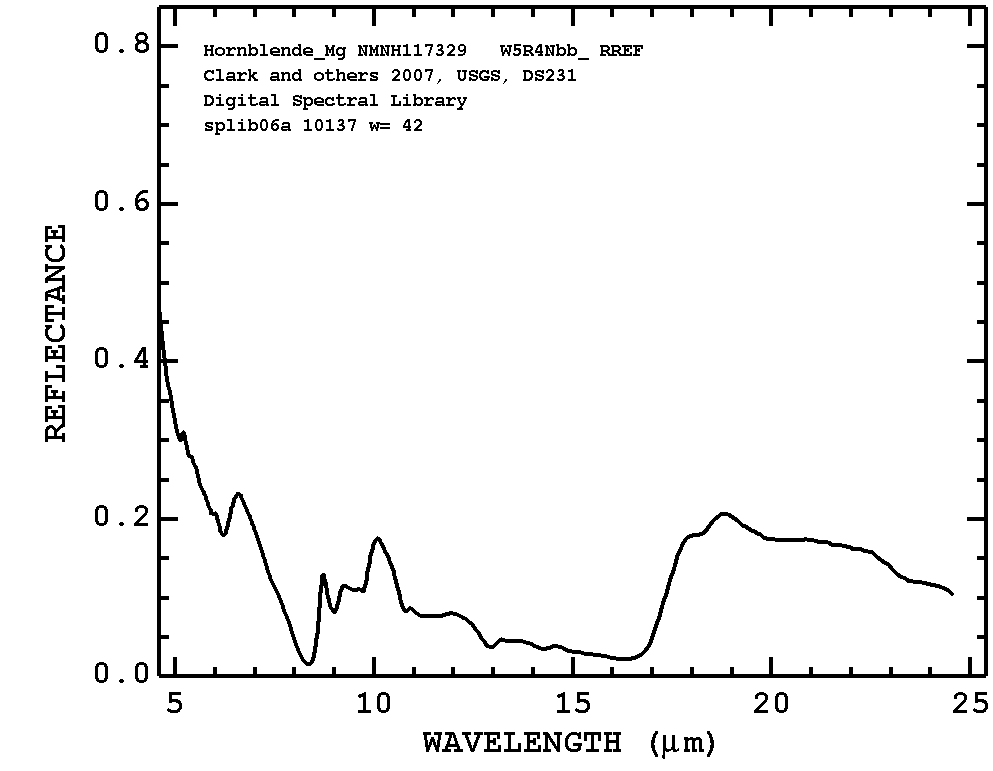 0.8
Hornblende_Mg NMNH117329 W5R4Nbb_ RREF
Clark and others 2007, USGS, DS231
Digital Spectral Library
splib06a 10137 w= 42
0.6
REFLECTANCE
0.4
0.2
0.0
5 10 15 20 25
WAVELENGTH (μm)